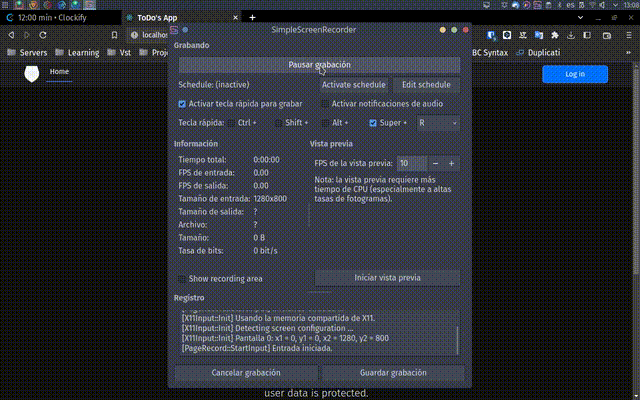 es
13:08
12:00 min • Clockify
ToDo's App
SimpleScreenRecorder
localhos
Servers
Learning
Vst
Proje
BC Syntax
Duplicati
Home
Log in
Grabando
Pausar grabación
Schedule: (inactive)
Activate schedule
Edit schedule
Activar tecla rápida para grabar
Activar notificaciones de audio
Tecla rápida:
Ctrl +
Shift +
Alt +
Super +
R
Información
Vista previa
Tiempo total: 0:00:00
FPS de entrada: 0.00
FPS de salida: 0.00
Tamaño de entrada: 1280x800
Tamaño de salida: ?
Archivo: ?
Tamaño: 0 B
Tasa de bits: 0 bit/s
FPS de la vista previa: 10
Nota: la vista previa requiere más
tiempo de CPU (especialmente a altas
tasas de fotogramas).
Show recording area
Iniciar vista previa
Registro
[X11Input::Init] Usando la memoria compartida de X11.
[X11Input::Init] Detecting screen configuration ...
[X11Input::Init] Pantalla 0: x1 = 0, y1 = 0, x2 = 1280, y2 = 800
[PageRecord::StartInput] Entrada iniciada.
Cancelar grabación
Guardar grabación
user data is protected.